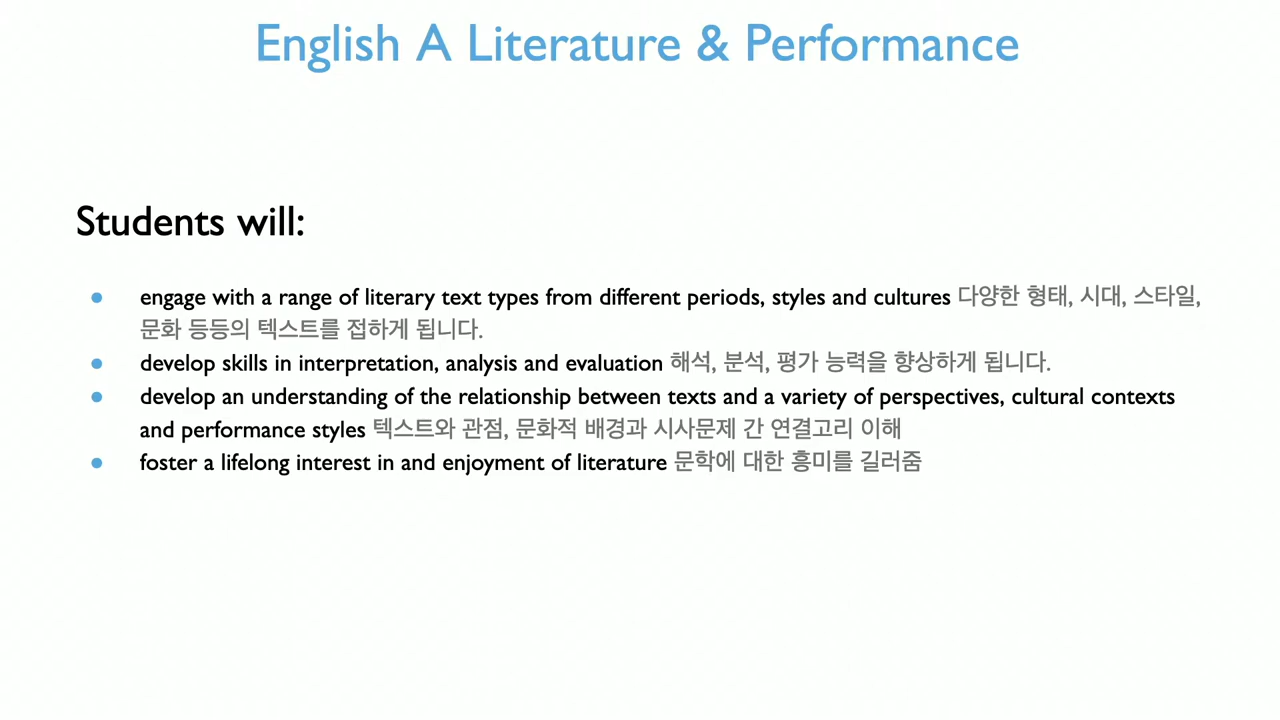 English A Literature & Performance
Students will:
engage with a range of literary text types from different periods, styles and cultures 다양한 형태, 시대, 스타일,
문화 등등의 텍스트를 접하게 됩니다.
develop skills in interpretation, analysis and evaluation 해석, 분석, 평가 능력을 향상하게 됩니다.
develop an understanding of the relationship between texts and a variety of perspectives, cultural contexts
and performance styles 텍스트와 관점, 문화적 배경과 시사문제 간 연결고리 이해
foster a lifelong interest in and enjoyment of literature 문학에 대한 흥미를 길러줌